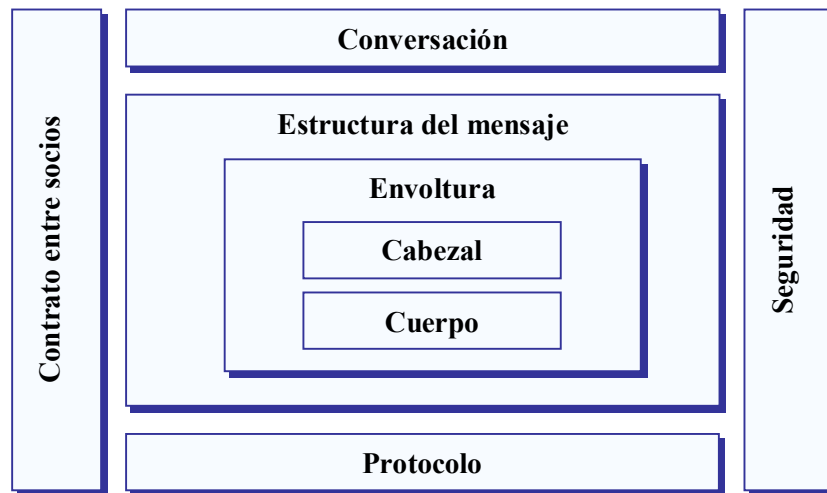 Contrato entre socios
Conversación
Estructura del mensaje
Envoltura
Cabezal
Cuerpo
Protocolo
Seguridad